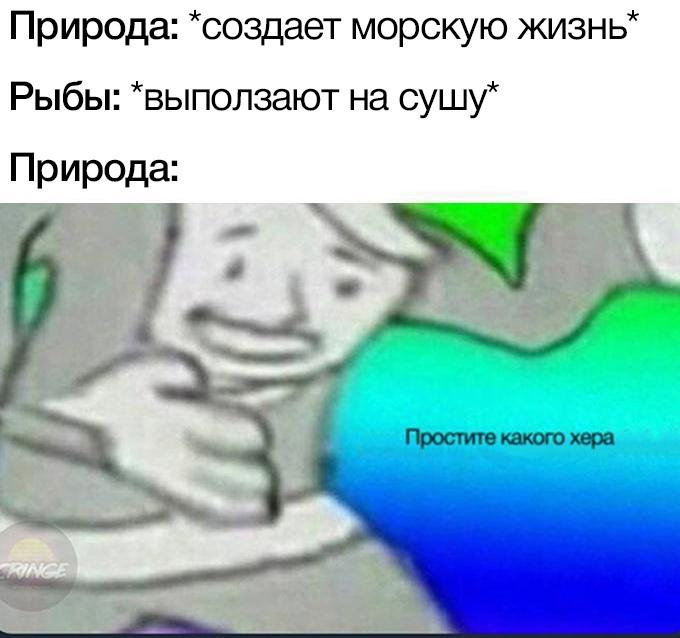 Природа: *создает морскую жизнь*
Рыбы: *выползают на сушу*
Природа:
Простите какого хера
CRINGE